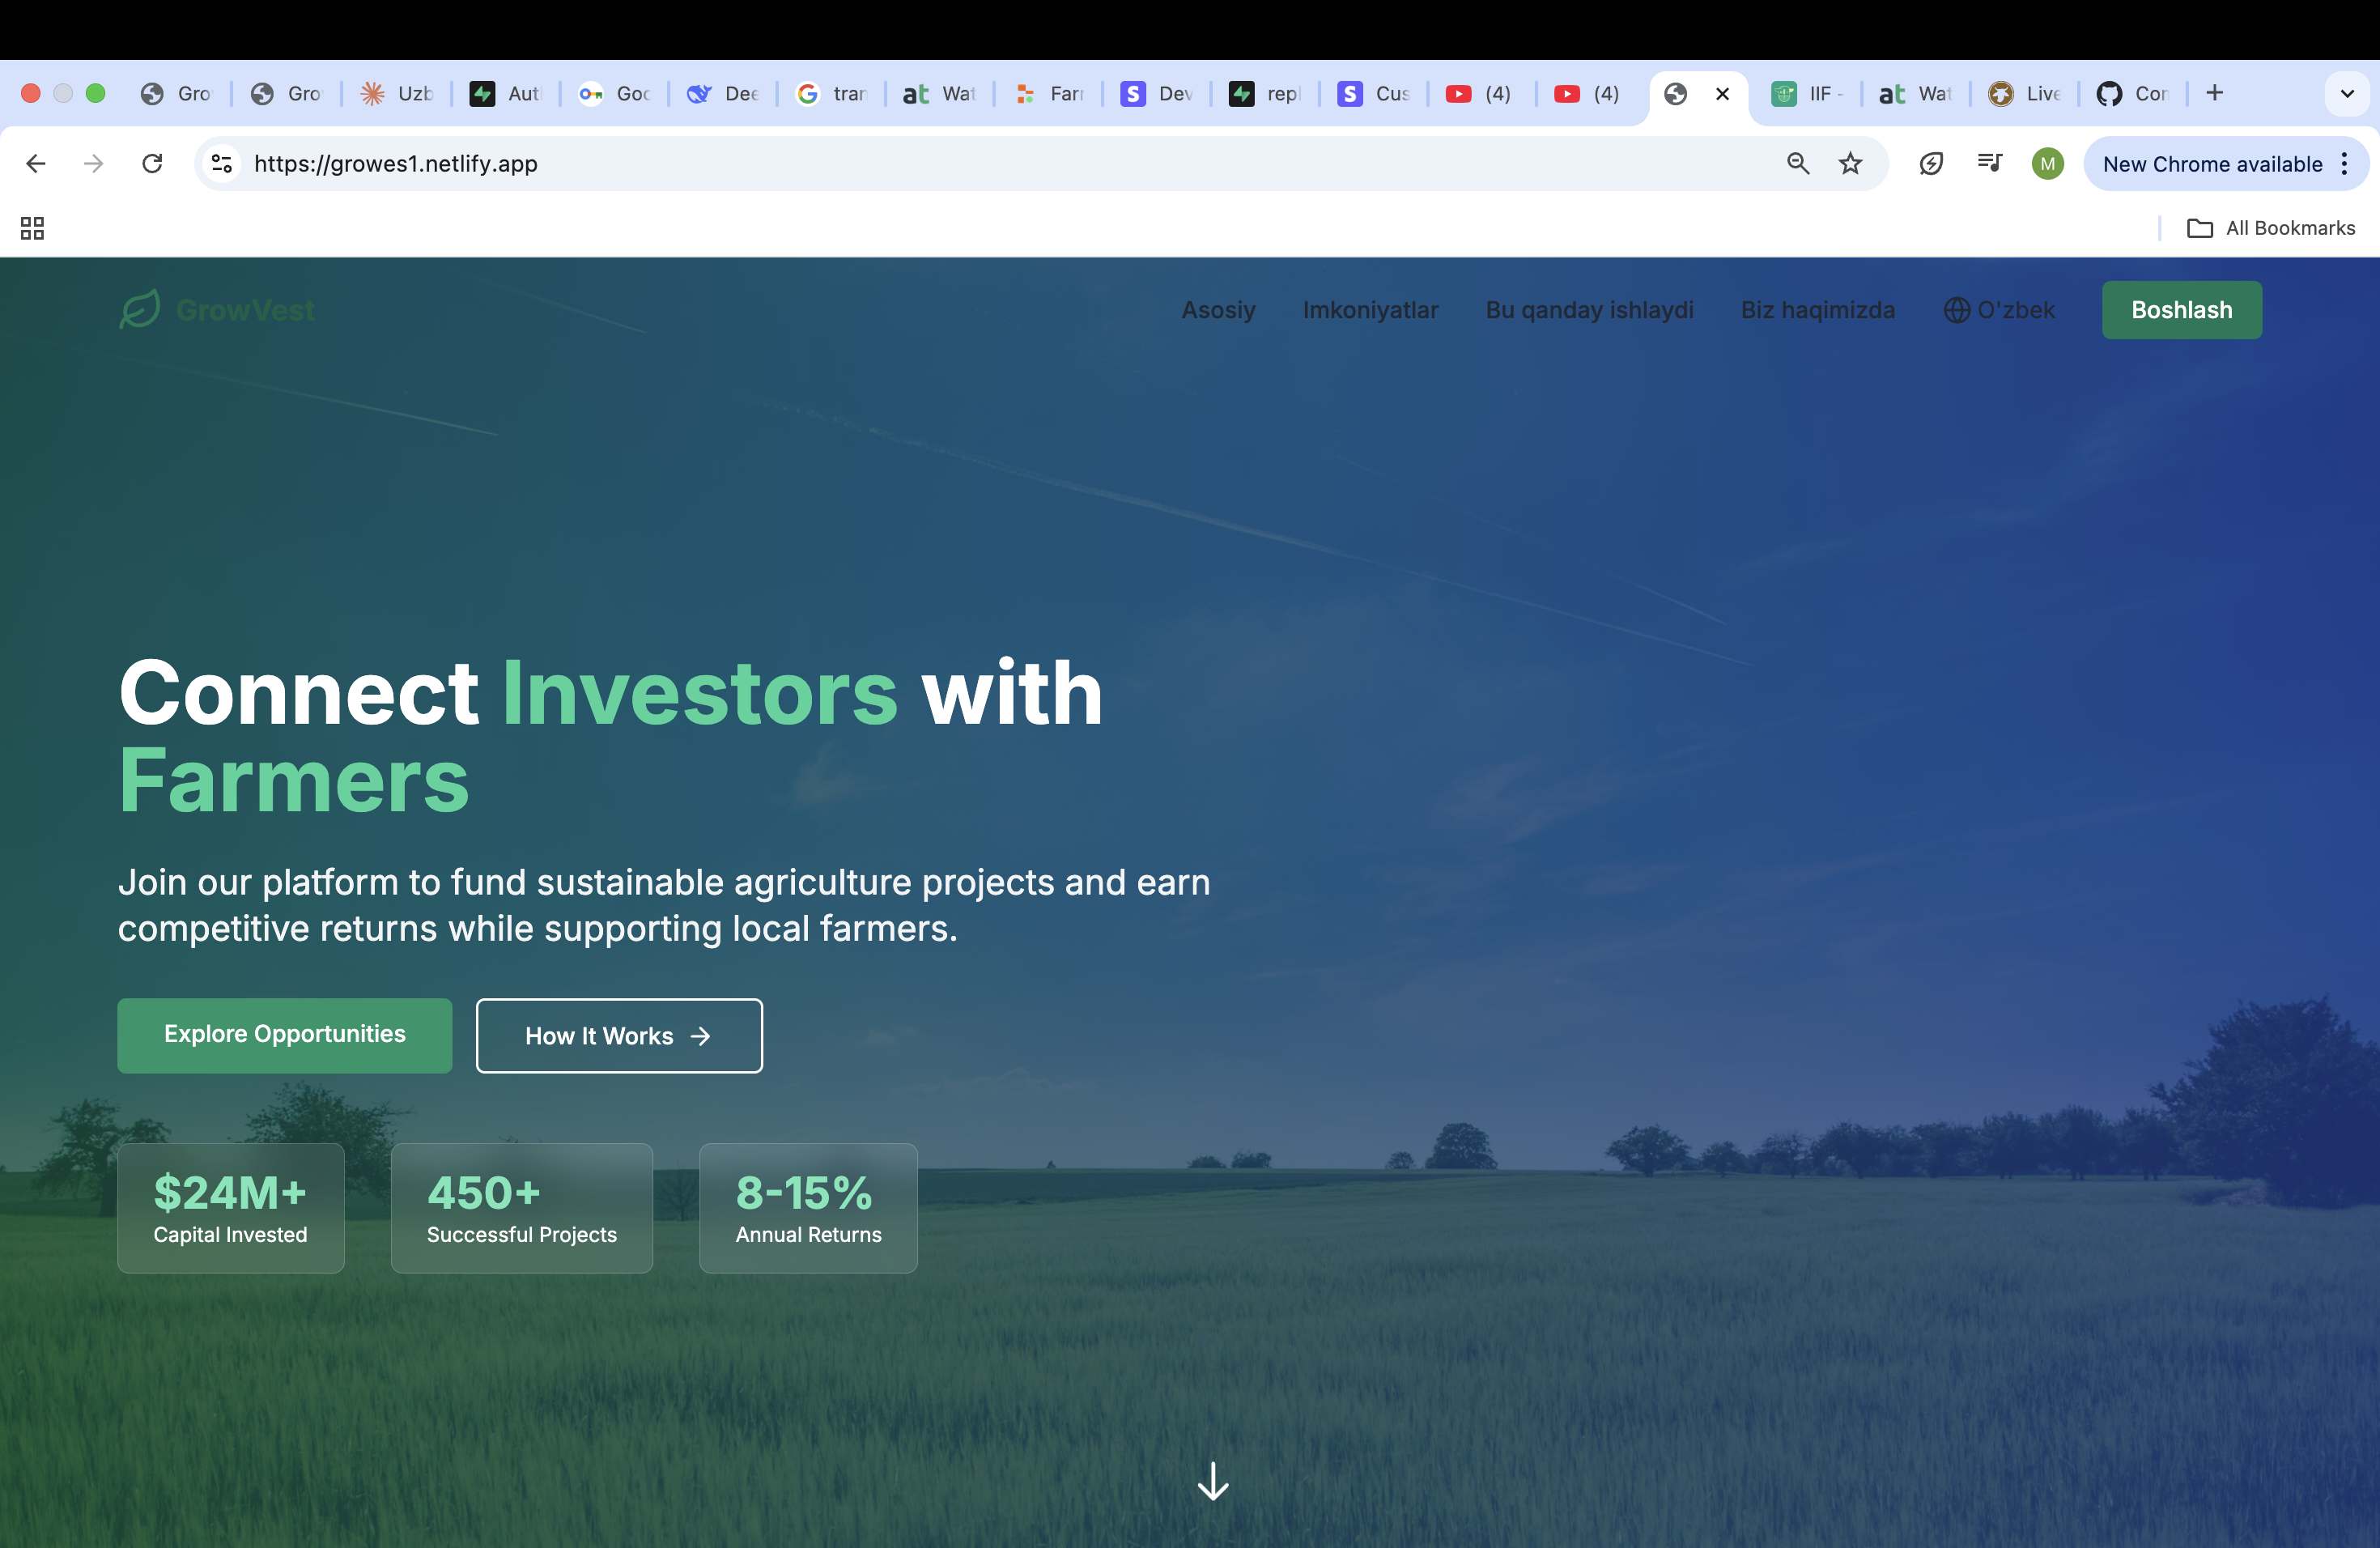 Gro
Gro
Uzb
Aut
Goo
Dee
tran
at Wat
Farr
S Dev
repl
S Cus
(4)
(4)
IIF -
at Wat
Live
Cor
https://growes1.netlify.app
M
New Chrome available
All Bookmarks
GrowVest
Asosiy
Imkoniyatlar
Bu qanday ishlaydi
Biz haqimizda
O'zbek
Boshlash
Connect Investors with
Farmers
Join our platform to fund sustainable agriculture projects and earn
competitive returns while supporting local farmers.
Explore Opportunities
How It Works →
$24M+
Capital Invested
450+
Successful Projects
8-15%
Annual Returns